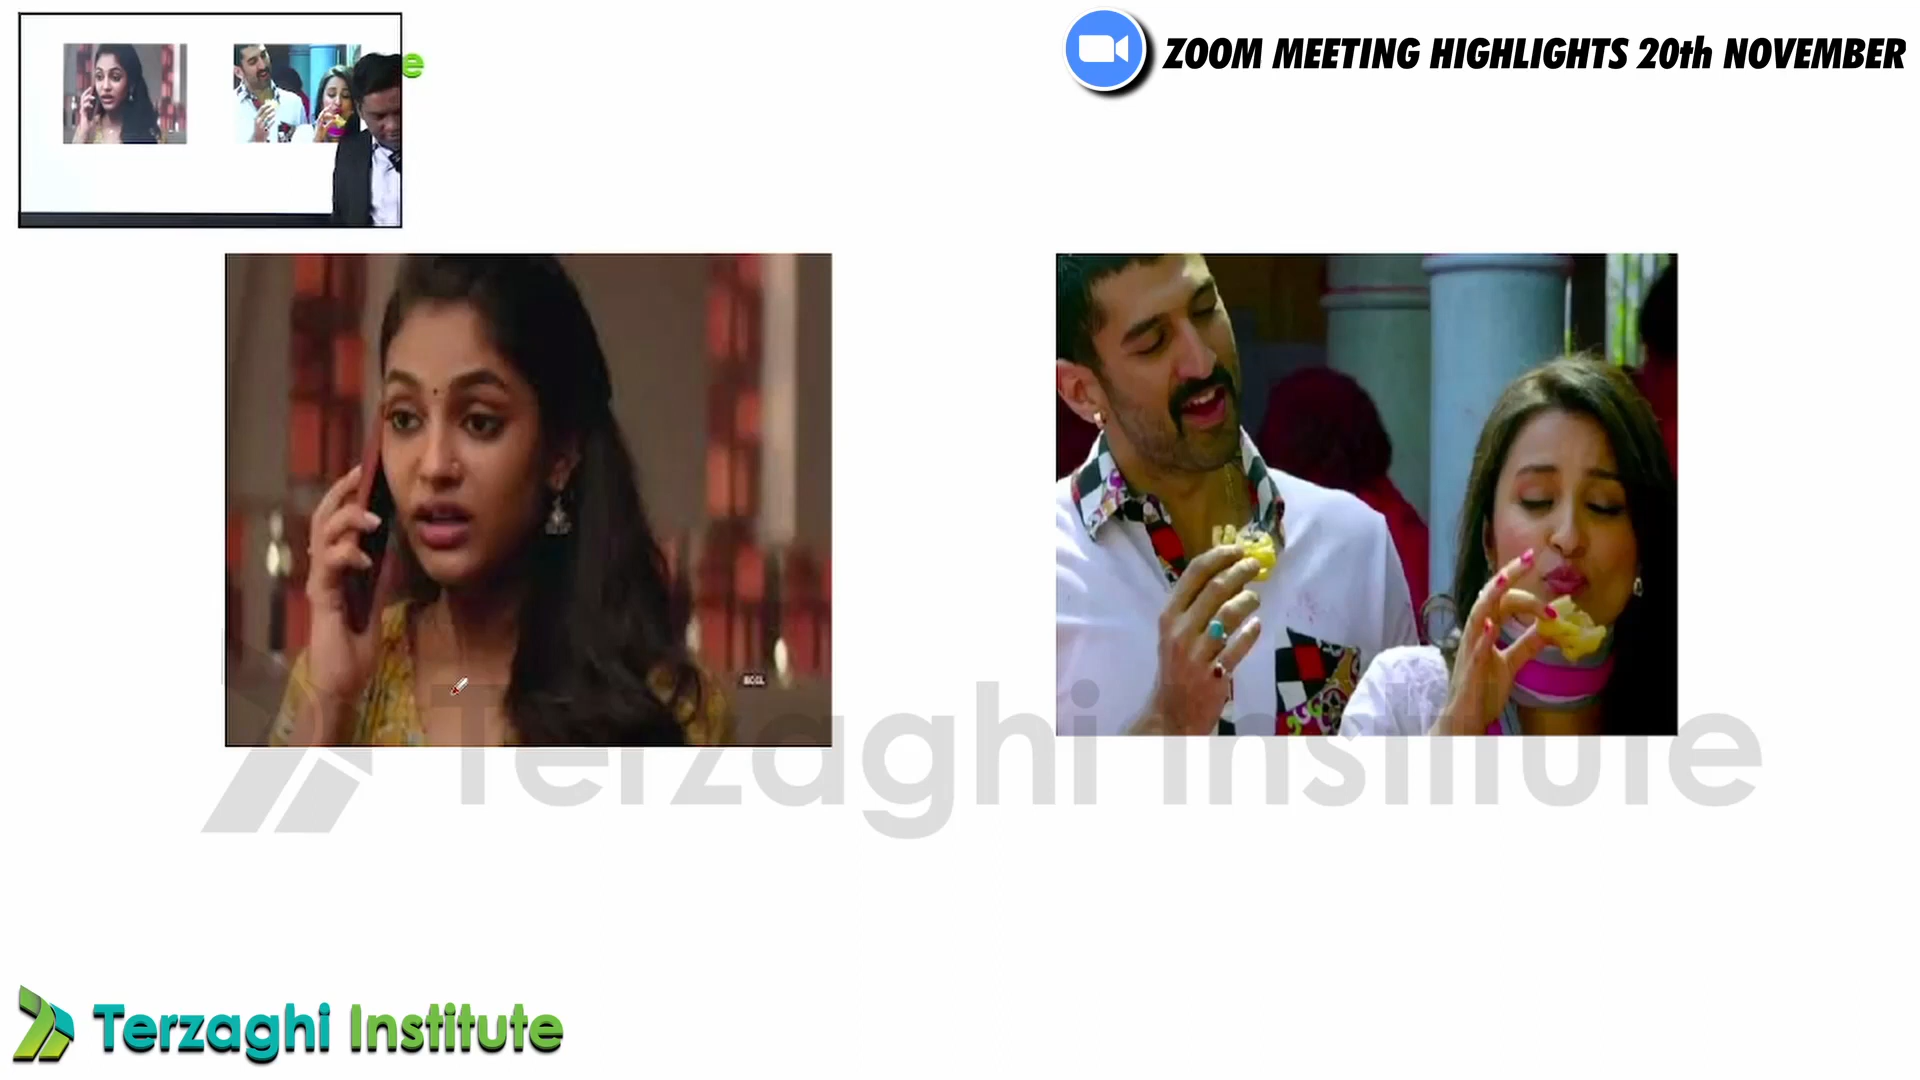 ZOOM MEETING HIGHLIGHTS 20th NOVEMBER
e
Terzaghi Institute
Terzaghi Institute